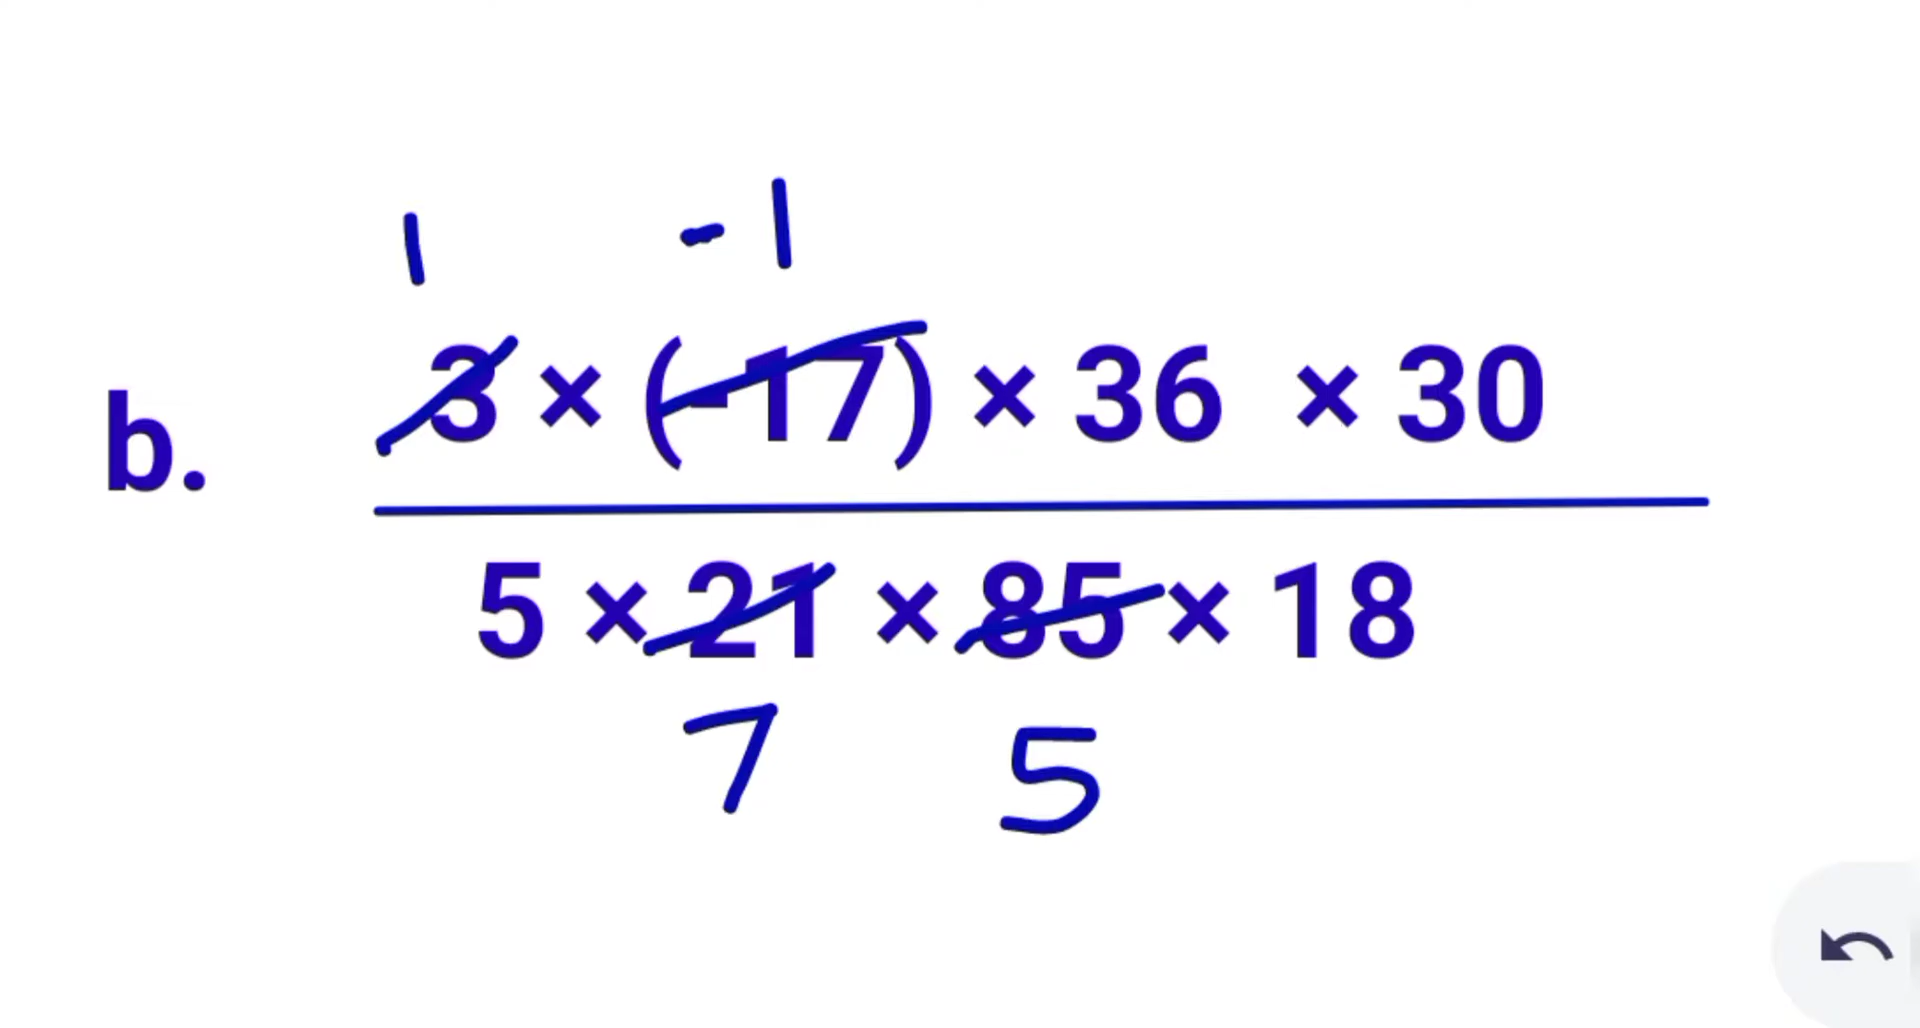 1 -1
b. 3 × (-17) × 36 × 30
5 × 21 × 85 × 18
7 5